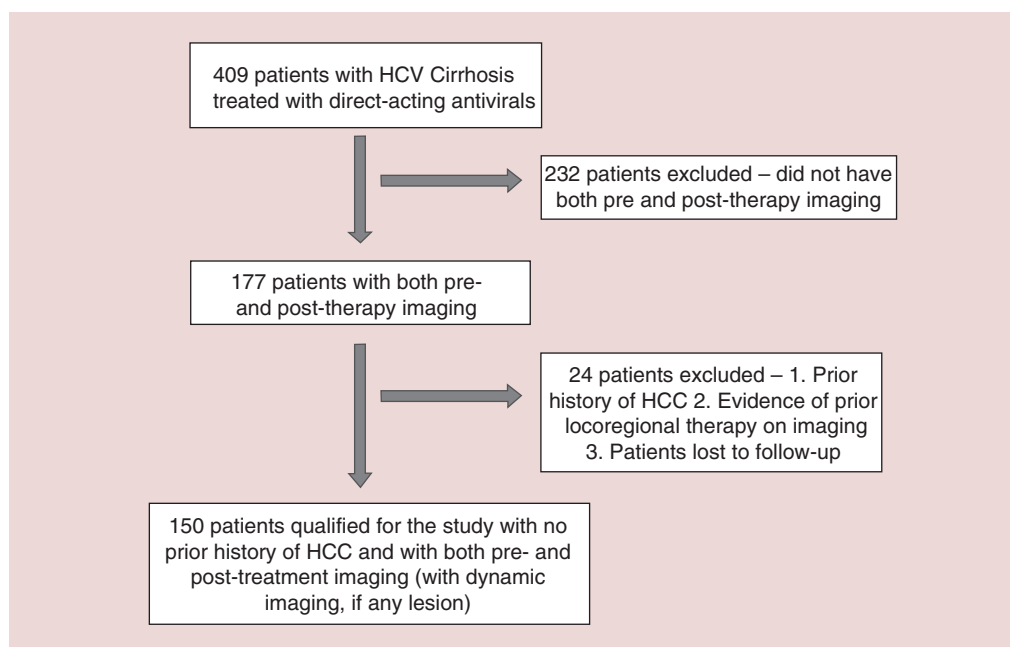 409 patients with HCV Cirrhosis
treated with direct-acting antivirals
232 patients excluded – did not have
both pre and post-therapy imaging
177 patients with both pre-
and post-therapy imaging
24 patients excluded – 1. Prior
history of HCC 2. Evidence of prior
locoregional therapy on imaging
3. Patients lost to follow-up
150 patients qualified for the study with no
prior history of HCC and with both pre- and
post-treatment imaging (with dynamic
imaging, if any lesion)